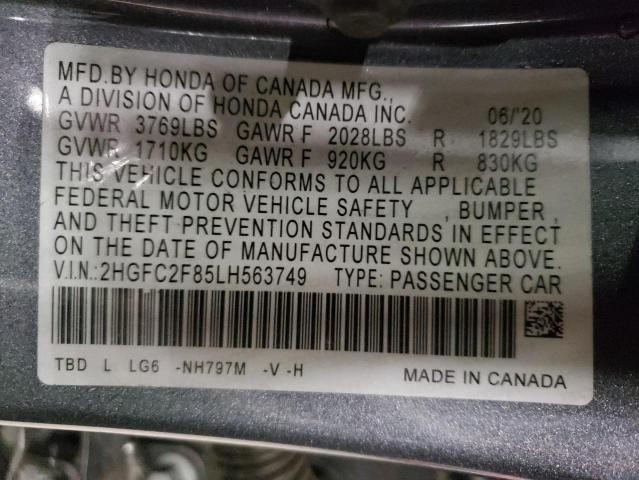 MFD.BY HONDA OF CANADA MFG.,
A DIVISION OF HONDA CANADA INC. 06/'20
GVWR 3769LBS GAWR F 2028LBS R 1829LBS
GVWR 1710KG GAWR F 920KG R 830KG
THIS VEHICLE CONFORMS TO ALL APPLICABLE
FEDERAL MOTOR VEHICLE SAFETY , BUMPER ,
AND THEFT PREVENTION STANDARDS IN EFFECT
ON THE DATE OF MANUFACTURE SHOWN ABOVE.
V.I.N.:2HGFC2F85LH563749 TYPE: PASSENGER CAR
TBD L LG6 -NH797M -V -H
MADE IN CANADA